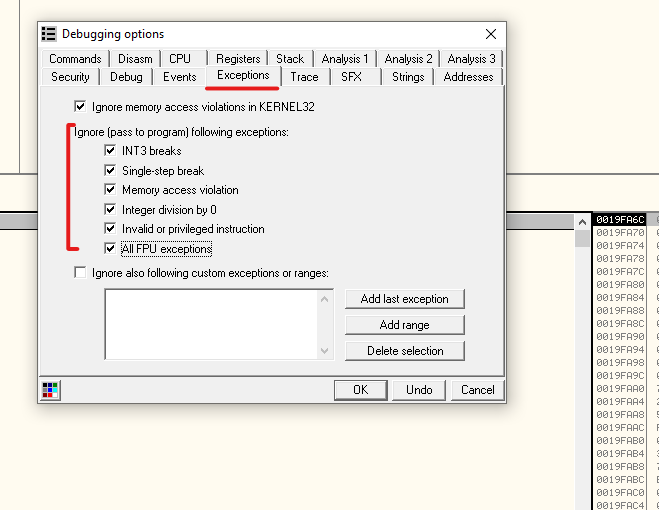 Debugging options
Commands Disasm CPU Registers Stack Analysis 1 Analysis 2 Analysis 3
Security Debug Events Exceptions Trace SFX Strings Addresses
Ignore memory access violations in KERNEL32
Ignore (pass to program) following exceptions:
INT3 breaks
Single-step break
Memory access violation
Integer division by 0
Invalid or privileged instruction
All FPU exceptions
Ignore also following custom exceptions or ranges:
Add last exception
Add range
Delete selection
OK Undo Cancel
0019FA6C
0019FA70
0019FA74
0019FA78
0019FA7C
0019FA80
0019FA84
0019FA88
0019FA8C
0019FA90
0019FA94
0019FA98
0019FA9C
0019FAA0
0019FAA4
0019FAA8
0019FAAC
0019FAB0
0019FAB4
0019FAB8
0019FABC
0019FAC0
0019FAC4